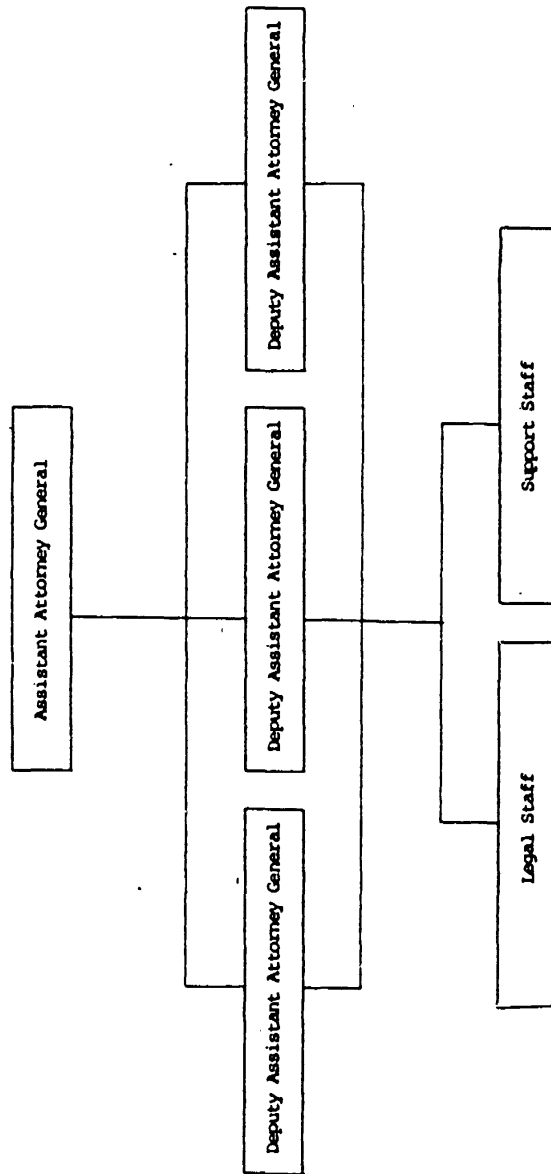 Assistant Attorney General
Deputy Assistant Attorney General
Deputy Assistant Attorney General
Deputy Assistant Attorney General
Legal Staff
Support Staff